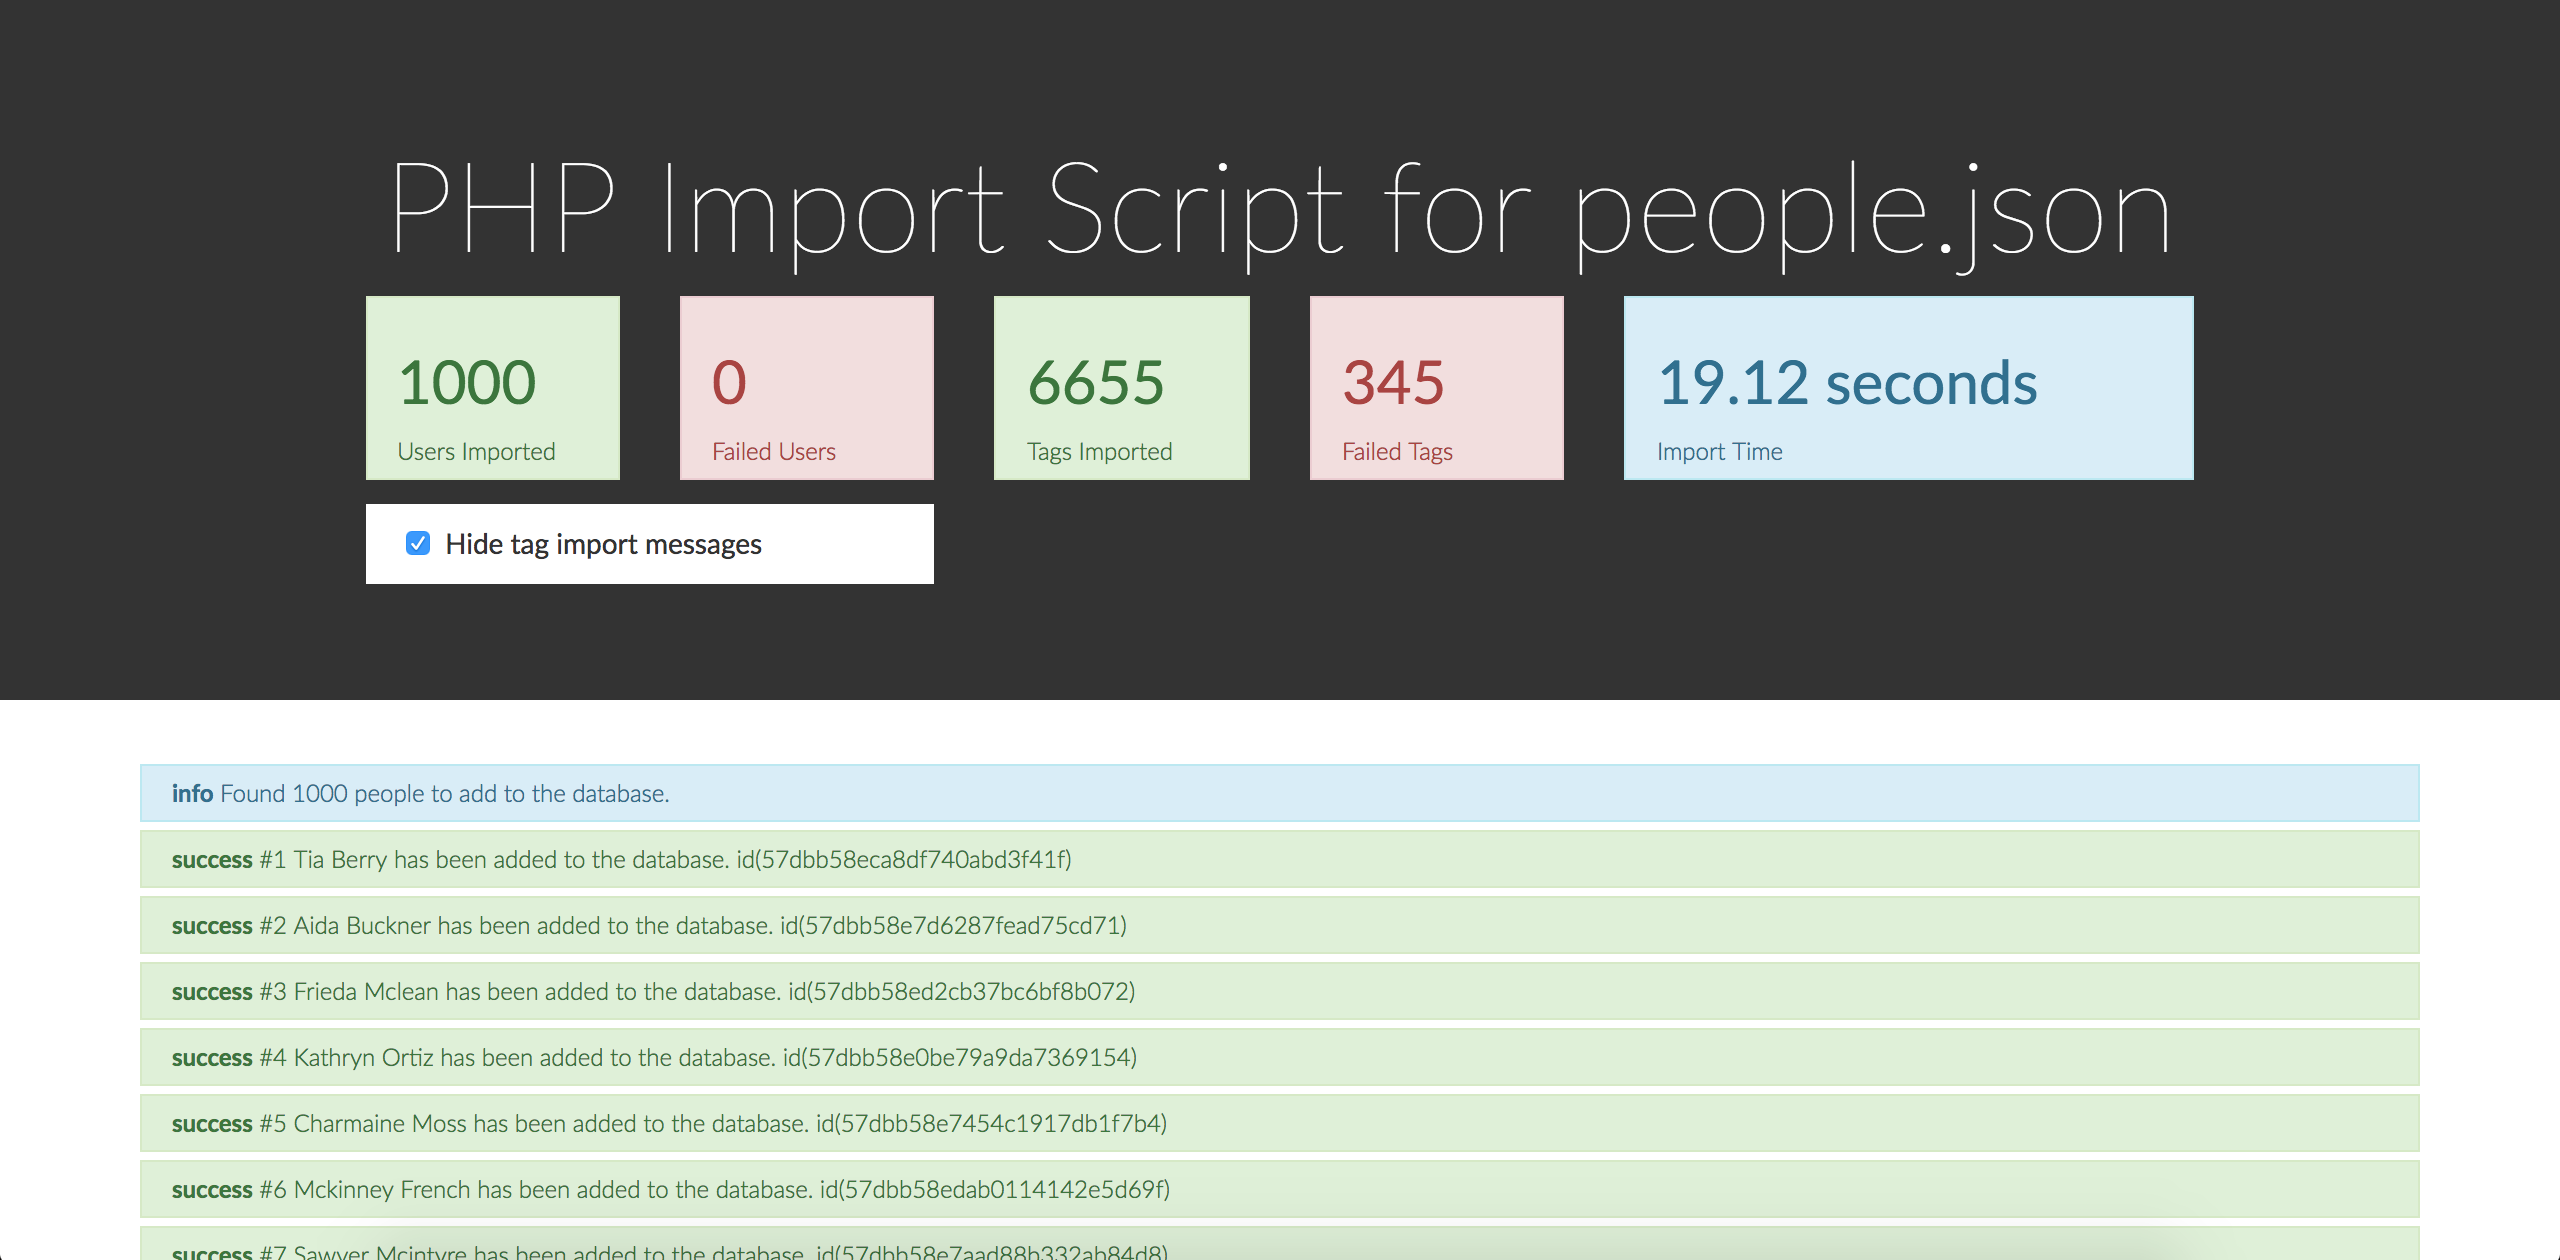 PHP Import Script for people.json
1000
Users Imported
0
Failed Users
6655
Tags Imported
345
Failed Tags
19.12 seconds
Import Time
Hide tag import messages
info Found 1000 people to add to the database.
success #1 Tia Berry has been added to the database. id(57dbb58eca8df740abd3f41f)
success #2 Aida Buckner has been added to the database. id(57dbb58e7d6287fead75cd71)
success #3 Frieda Mclean has been added to the database. id(57dbb58ed2cb37bc6bf8b072)
success #4 Kathryn Ortiz has been added to the database. id(57dbb58e0be79a9da7369154)
success #5 Charmaine Moss has been added to the database. id(57dbb58e7454c1917db1f7b4)
success #6 Mckinney French has been added to the database. id(57dbb58edab0114142e5d69f)
success #7 Sawyer Mcintyre has been added to the database. id(57dbb58e7aad88b332ab84d8)